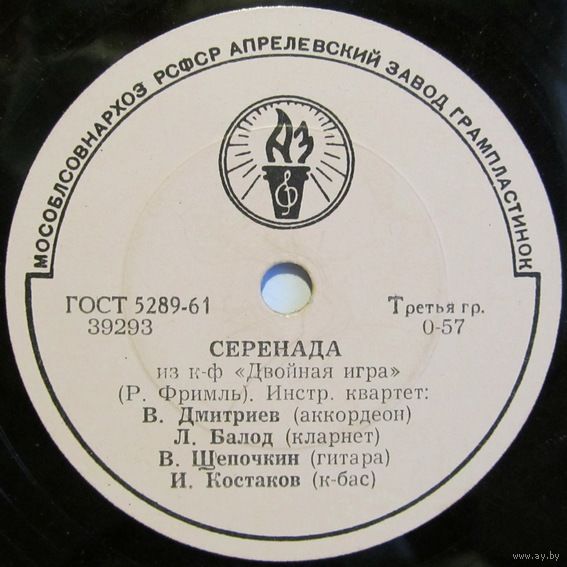 МОСОБЛСОВНАРХОЗ РСФСР АПРЕЛЕВСКИЙ ЗАВОД ГРАМПЛАСТИНОК
АЗ
ГОСТ 5289-61 Третья гр.
39293 0-57
СЕРЕНАДА
из к-ф «Двойная игра»
(Р. Фримль). Инстр. квартет:
В. Дмитриев (аккордеон)
Л. Балод (кларнет)
В. Щепочкин (гитара)
И. Костаков (к-бас)
www.ay.by